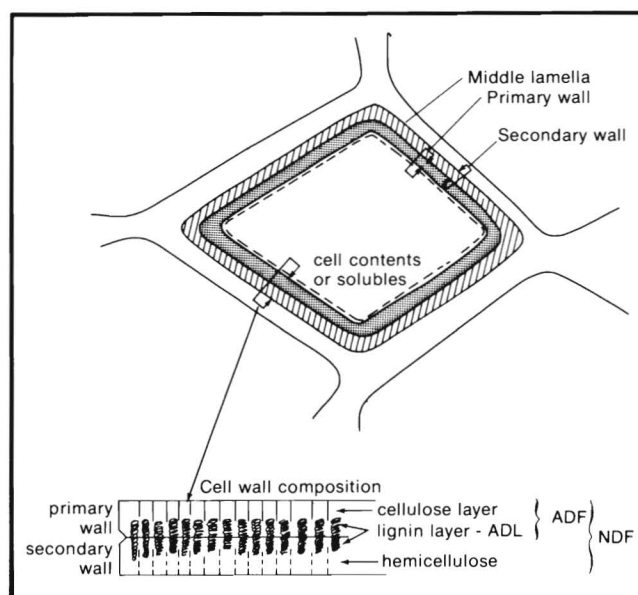 Middle lamella
Primary wall
Secondary wall
cell contents
or solubles
Cell wall composition
primary
wall
secondary
wall
cellulose layer
lignin layer - ADL
hemicellulose
ADF
NDF